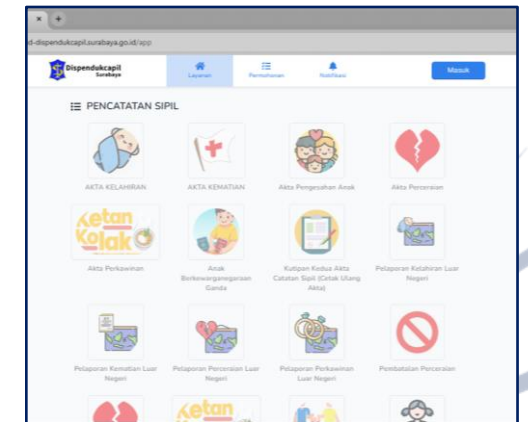 d-dispendukcapil.surabaya.go.id/app
Dispendukcapil
Surabaya
Layanan
Permohonan
Notifikasi
Masuk
PENCATATAN SIPIL
AKTA KELAHIRAN
AKTA KEMATIAN
Akta Pengesahan Anak
Akta Perceraian
Ketan
Kolak
Akta Perkawinan
Anak
Berkewarganegaraan
Ganda
Kutipan Kedua Akta
Catatan Sipil (Cetak Ulang
Akta)
Pelaporan Kelahiran Luar
Negeri
Pelaporan Kematian Luar
Negeri
Pelaporan Perceraian Luar
Negeri
Pelaporan Perkawinan
Luar Negeri
Pembatalan Perceraian
Ketan